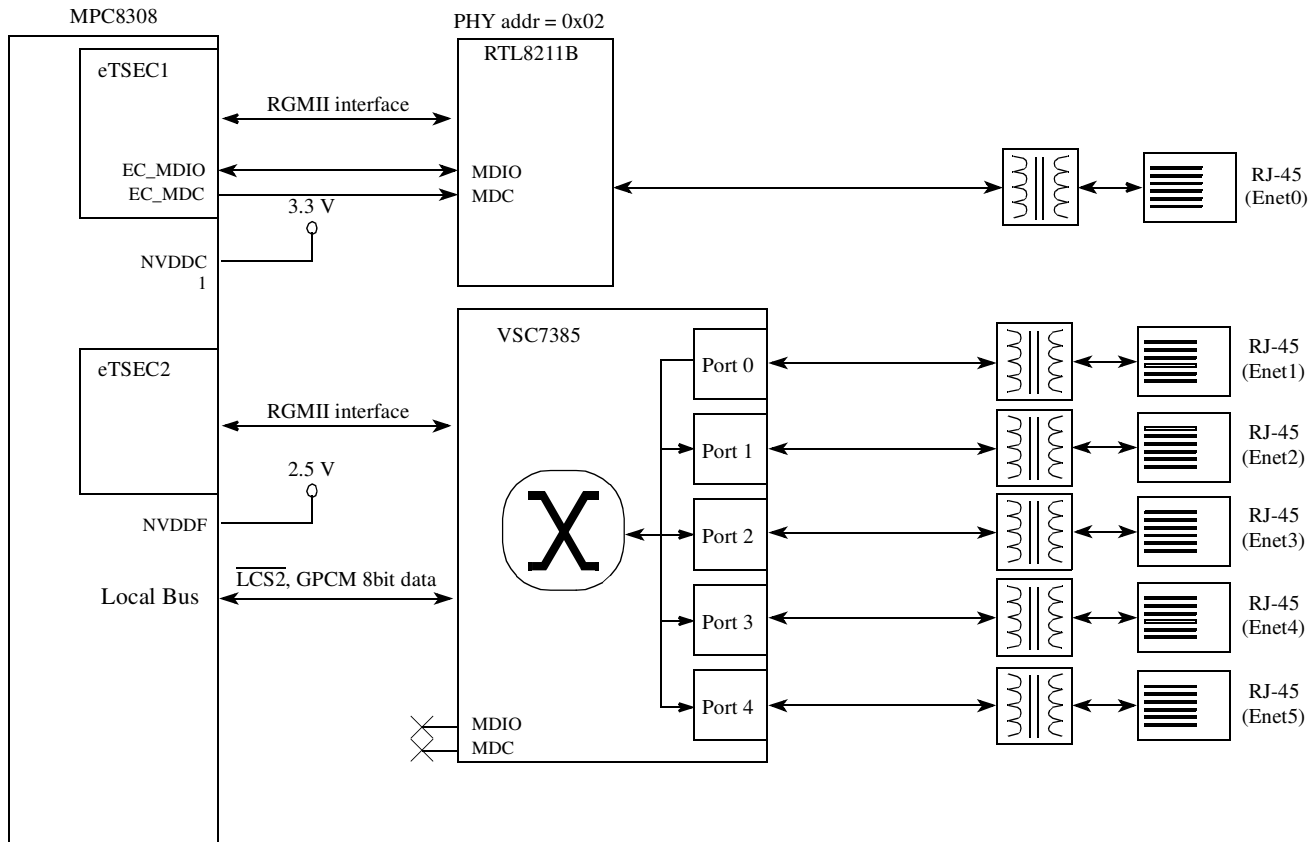 MPC8308
PHY addr = 0x02
eTSEC1
RTL8211B
RGMII interface
EC_MDIO
MDIO
EC_MDC
MDC
3.3 V
RJ-45
(Enet0)
NVDDC
1
VSC7385
eTSEC2
Port 0
RJ-45
(Enet1)
RGMII interface
Port 1
RJ-45
(Enet2)
2.5 V
NVDDF
Port 2
RJ-45
(Enet3)
LCS2, GPCM 8bit data
Local Bus
Port 3
RJ-45
(Enet4)
Port 4
RJ-45
(Enet5)
MDIO
MDC